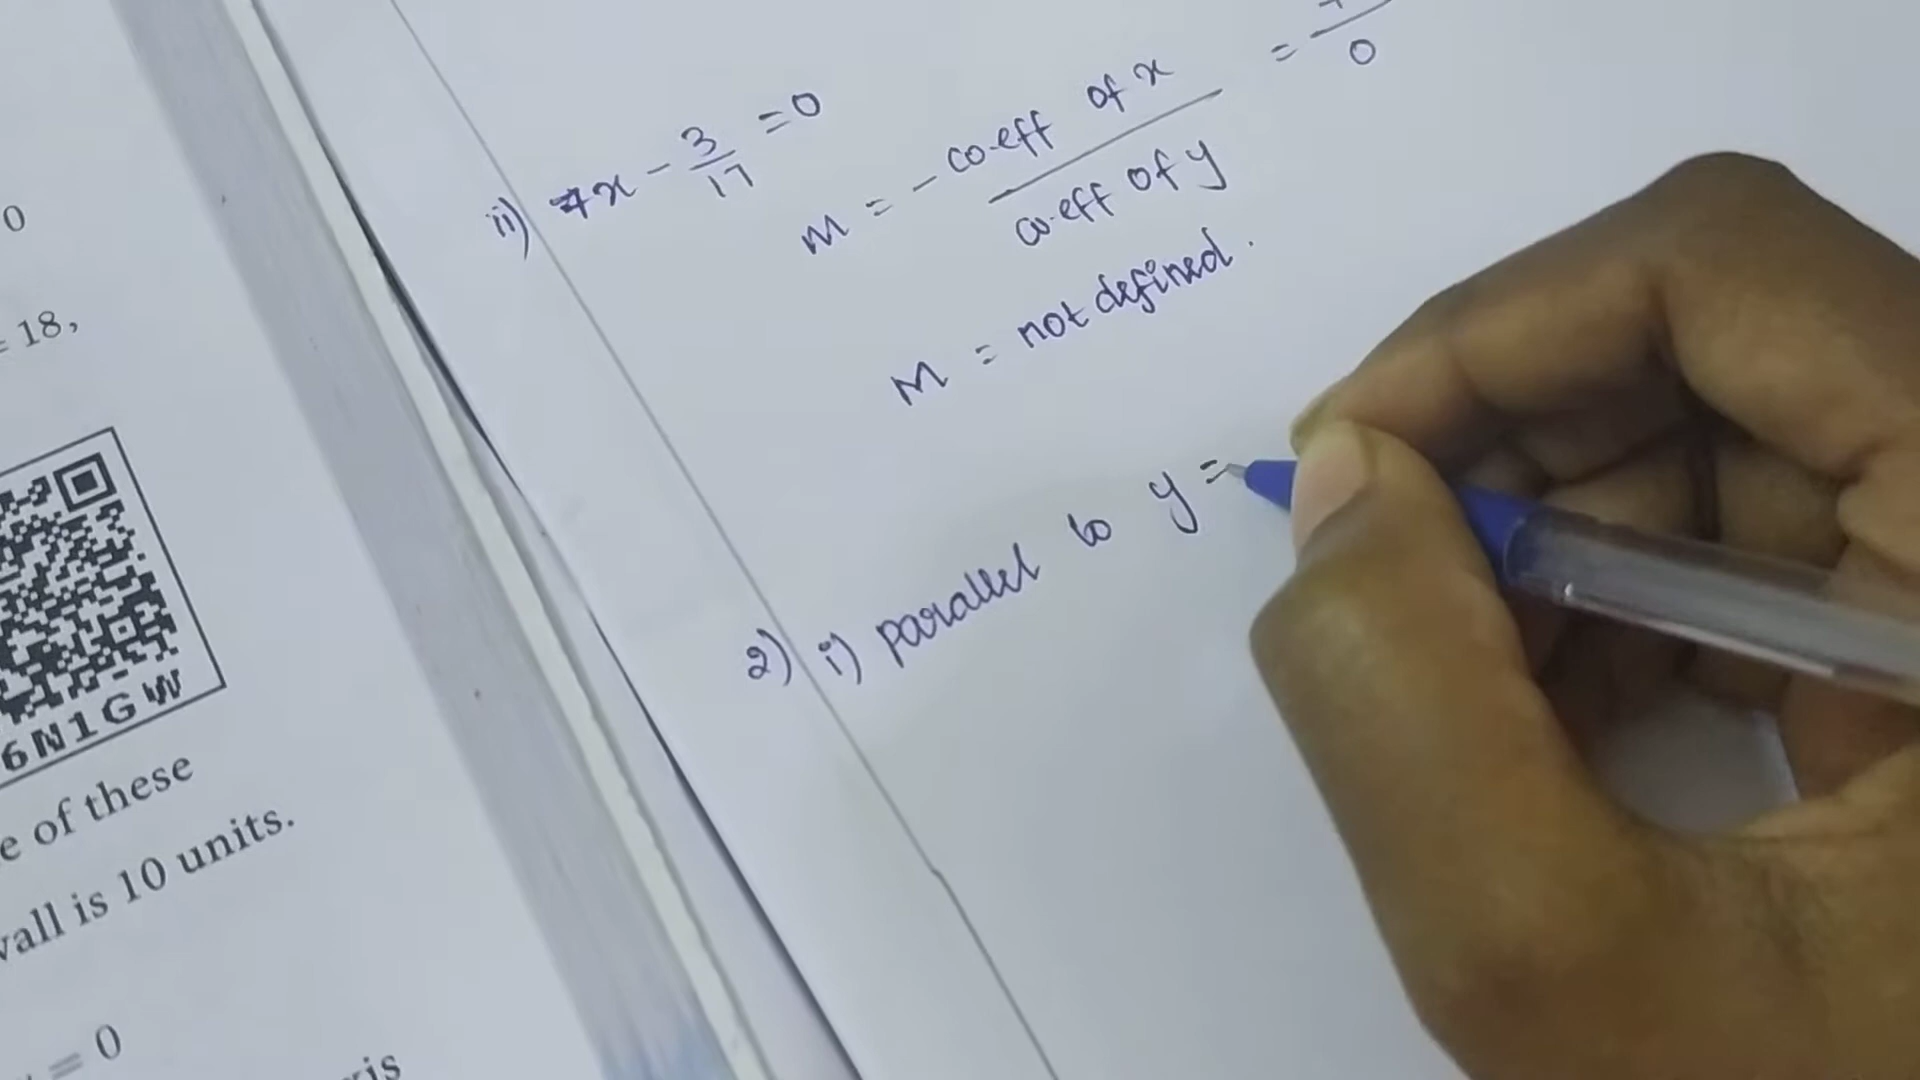 0
= 18,
6N1GW
e of these
vall is 10 units.
= 0
xis
ii) 7x - 3/17 = 0
m = - co-eff of x / co-eff of y = /0
M = not defined.
2) i) parallel to y =